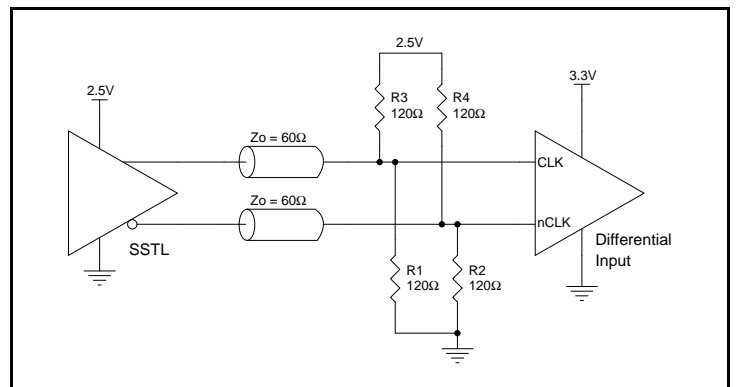 2.5V
3.3V
2.5V
R3
120Ω
R4
120Ω
Zo = 60Ω
CLK
Zo = 60Ω
nCLK
SSTL
Differential
Input
R1
120Ω
R2
120Ω